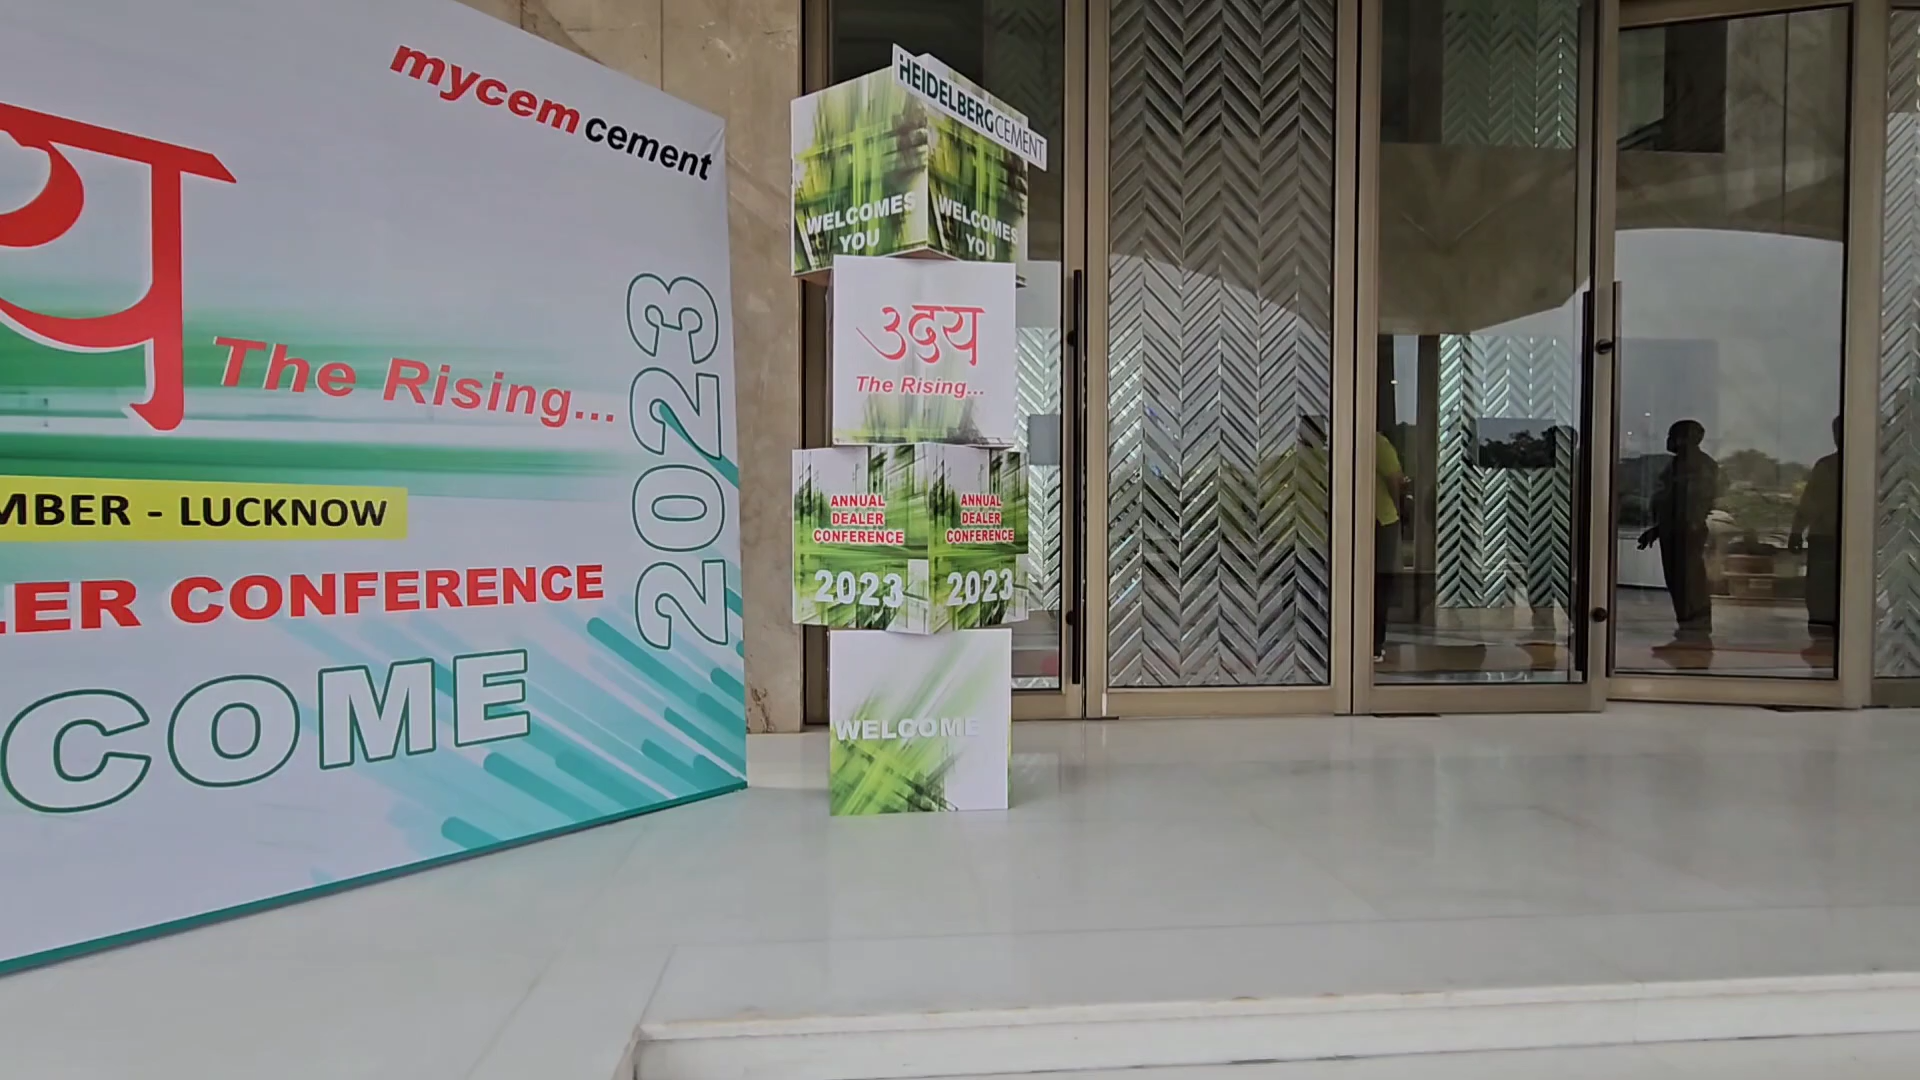 mycem cement
य
The Rising...
2023
MBER - LUCKNOW
LER CONFERENCE
COME
HEIDELBERGCEMENT
WELCOMES
YOU
WELCOMES
YOU
उदय
The Rising...
ANNUAL
DEALER
CONFERENCE
2023
ANNUAL
DEALER
CONFERENCE
2023
WELCOME